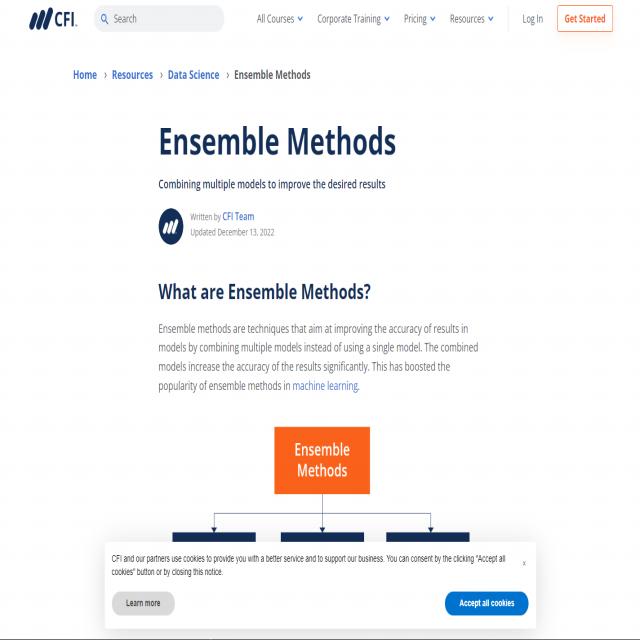 CFI
Search
All Courses
Corporate Training
Pricing
Resources
Log In
Get Started
Home › Resources › Data Science › Ensemble Methods
Ensemble Methods
Combining multiple models to improve the desired results
Written by CFI Team
Updated December 13, 2022
What are Ensemble Methods?
Ensemble methods are techniques that aim at improving the accuracy of results in
models by combining multiple models instead of using a single model. The combined
models increase the accuracy of the results significantly. This has boosted the
popularity of ensemble methods in machine learning.
Ensemble
Methods
CFI and our partners use cookies to provide you with a better service and to support our business. You can consent by the clicking "Accept all
cookies" button or by closing this notice.
x
Learn more
Accept all cookies